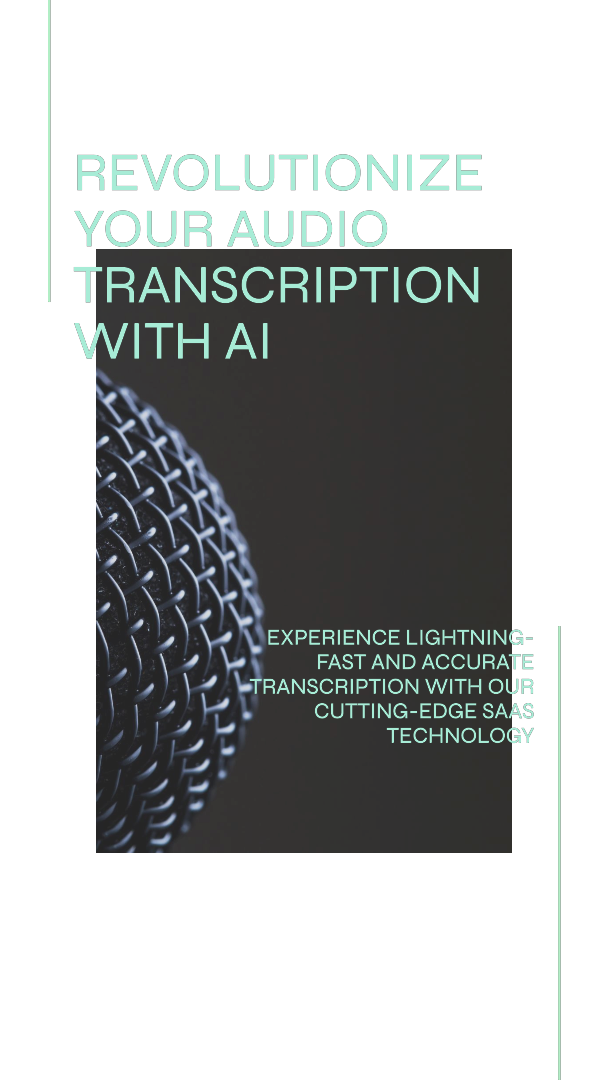 REVOLUTIONIZE
YOUR AUDIO
TRANSCRIPTION
WITH AI
EXPERIENCE LIGHTNING-
FAST AND ACCURATE
TRANSCRIPTION WITH OUR
CUTTING-EDGE SAAS
TECHNOLOGY